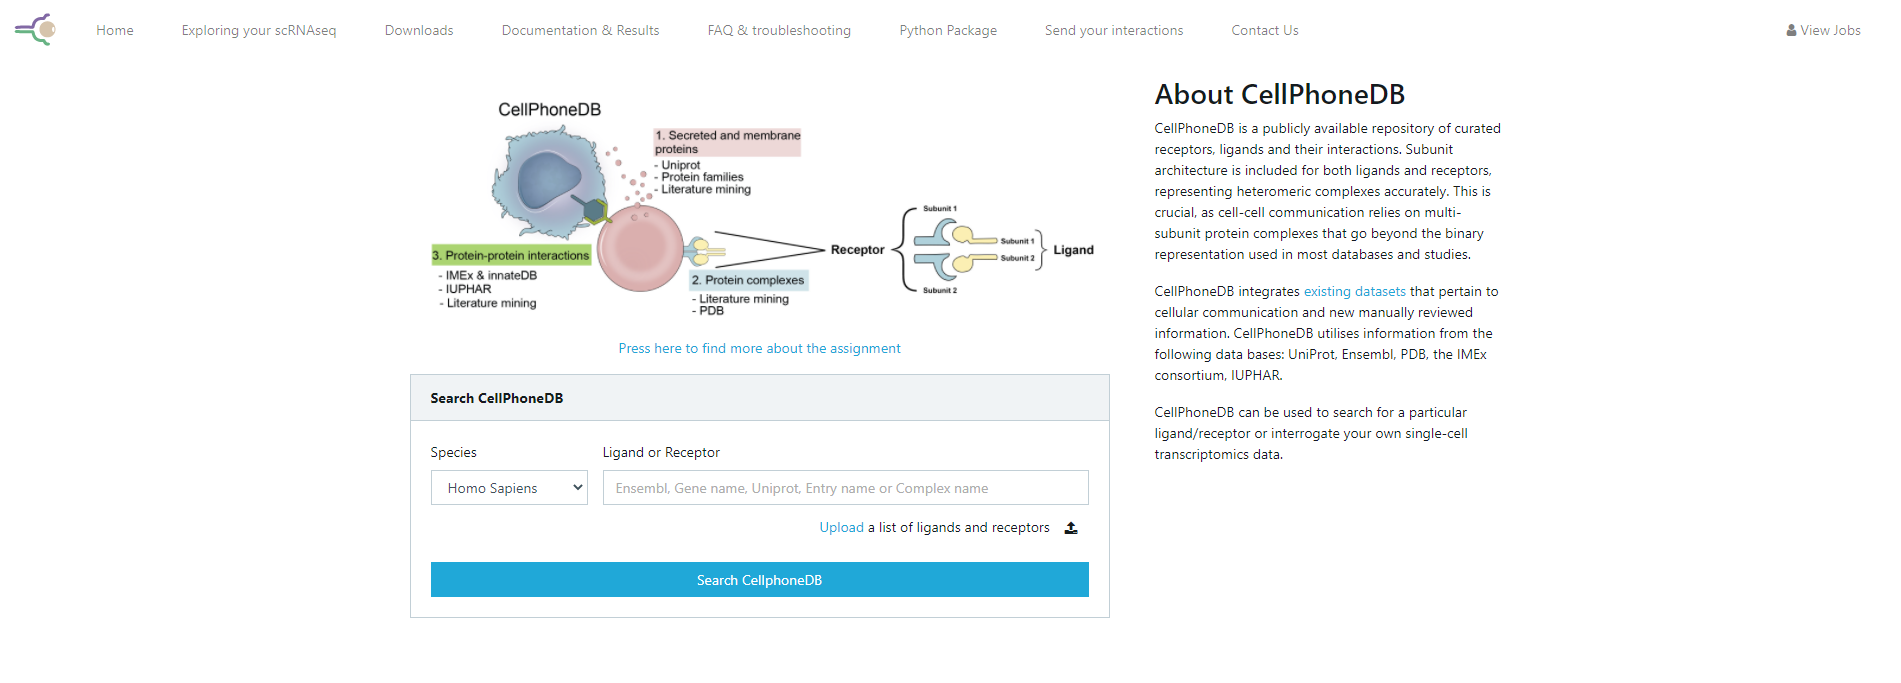 Home
Exploring your scRNAseq
Downloads
Documentation & Results
FAQ & troubleshooting
Python Package
Send your interactions
Contact Us
View Jobs
CellPhoneDB
1. Secreted and membrane
proteins
- Uniprot
- Protein families
- Literature mining
3. Protein-protein interactions
- IMEx & innateDB
- IUPHAR
- Literature mining
2. Protein complexes
- Literature mining
- PDB
Receptor
Subunit 1
Subunit 1
Subunit 2
Subunit 2
Ligand
Press here to find more about the assignment
Search CellPhoneDB
Species
Ligand or Receptor
Homo Sapiens
Ensembl, Gene name, Uniprot, Entry name or Complex name
Upload a list of ligands and receptors
Search CellphoneDB
About CellPhoneDB
CellPhoneDB is a publicly available repository of curated
receptors, ligands and their interactions. Subunit
architecture is included for both ligands and receptors,
representing heteromeric complexes accurately. This is
crucial, as cell-cell communication relies on multi-
subunit protein complexes that go beyond the binary
representation used in most databases and studies.
CellPhoneDB integrates existing datasets that pertain to
cellular communication and new manually reviewed
information. CellPhoneDB utilises information from the
following data bases: UniProt, Ensembl, PDB, the IMEx
consortium, IUPHAR.
CellPhoneDB can be used to search for a particular
ligand/receptor or interrogate your own single-cell
transcriptomics data.